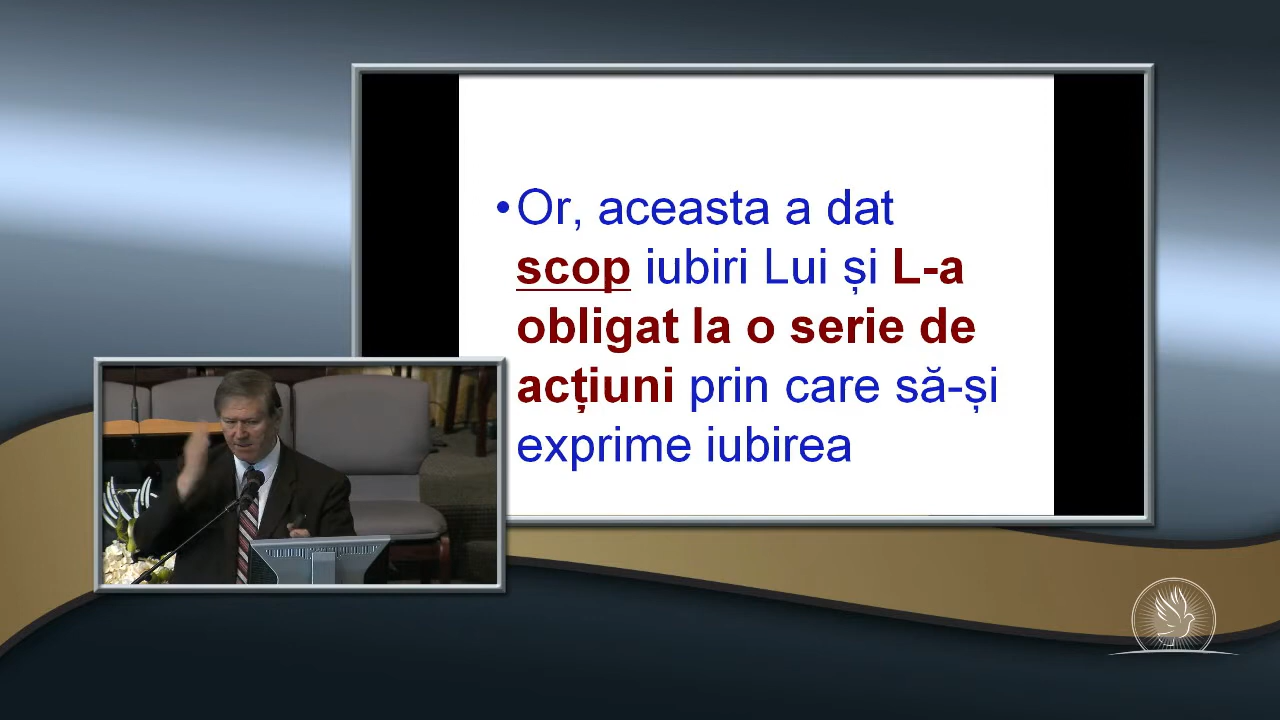 •Or, aceasta a dat
scop iubiri Lui și L-a
obligat la o serie de
acțiuni prin care să-și
exprime iubirea